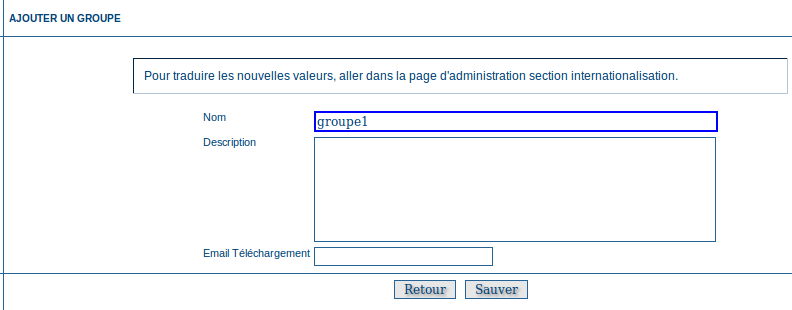 AJOUTER UN GROUPE
Pour traduire les nouvelles valeurs, aller dans la page d'administration section internationalisation.
Nom groupe1
Description
Email Téléchargement
Retour Sauver